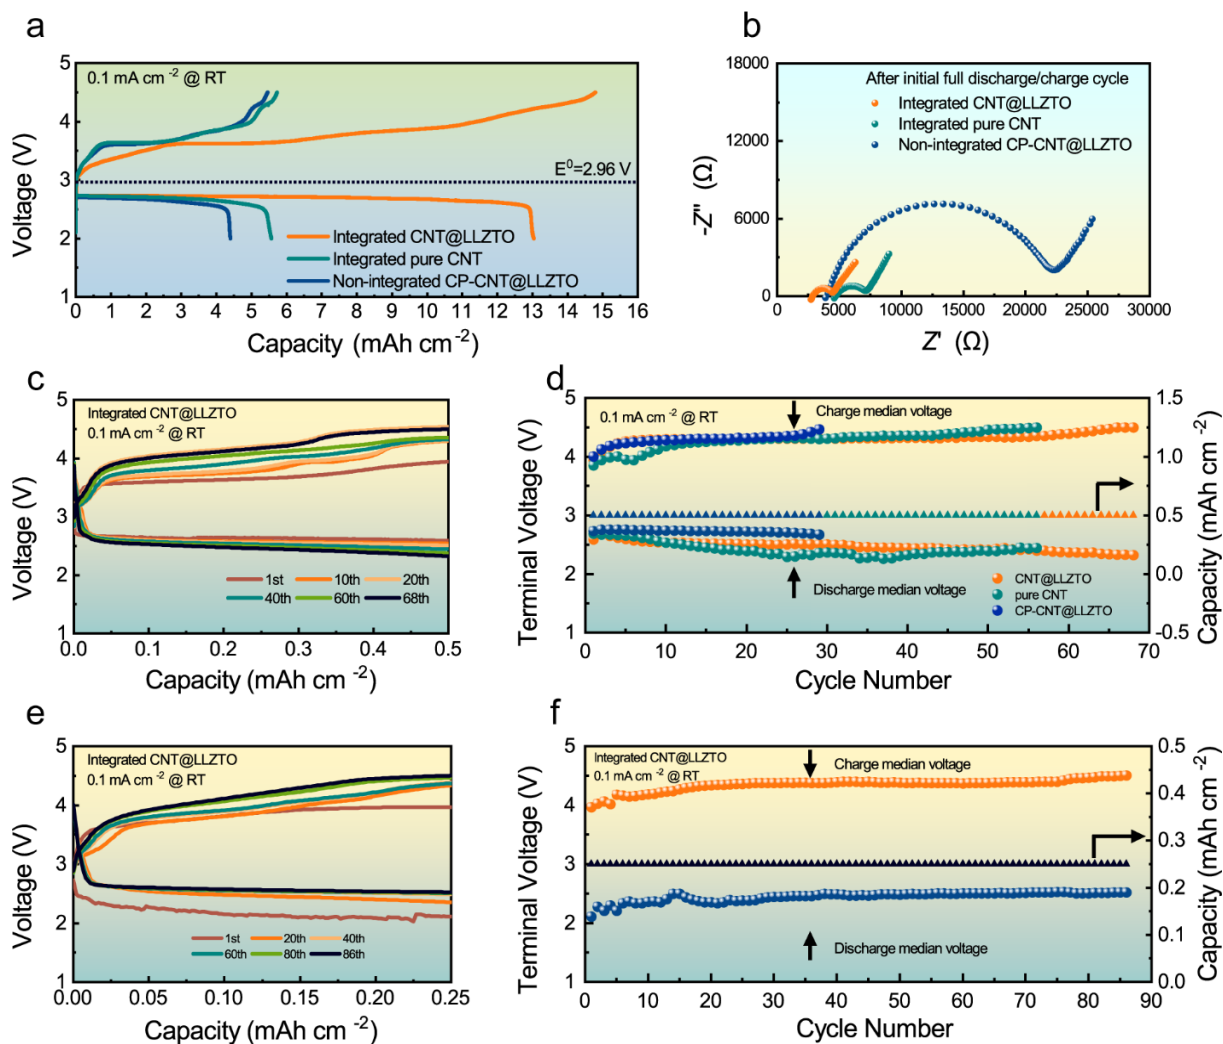 a
0.1 mA cm⁻² @ RT
E⁰=2.96 V
Integrated CNT@LLZTO
Integrated pure CNT
Non-integrated CP-CNT@LLZTO
Voltage (V)
5
4
3
2
1
0 1 2 3 4 5 6 7 8 9 10 11 12 13 14 15 16
Capacity (mAh cm⁻²)
b
After initial full discharge/charge cycle
Integrated CNT@LLZTO
Integrated pure CNT
Non-integrated CP-CNT@LLZTO
-Z" (Ω)
18000
12000
6000
0
0 5000 10000 15000 20000 25000 30000
Z' (Ω)
c
Integrated CNT@LLZTO
0.1 mA cm⁻² @ RT
1st 10th 20th
40th 60th 68th
Voltage (V)
5
4
3
2
1
0.0 0.1 0.2 0.3 0.4 0.5
Capacity (mAh cm⁻²)
d
0.1 mA cm⁻² @ RT
Charge median voltage
Discharge median voltage
CNT@LLZTO
pure CNT
CP-CNT@LLZTO
Terminal Voltage (V)
5
4
3
2
1
0 10 20 30 40 50 60 70
Cycle Number
1.5
1.0
0.5
0.0
-0.5
Capacity (mAh cm⁻²)
e
Integrated CNT@LLZTO
0.1 mA cm⁻² @ RT
1st 20th 40th
60th 80th 86th
Voltage (V)
5
4
3
2
1
0.00 0.05 0.10 0.15 0.20 0.25
Capacity (mAh cm⁻²)
f
Integrated CNT@LLZTO
0.1 mA cm⁻² @ RT
Charge median voltage
Discharge median voltage
Terminal Voltage (V)
5
4
3
2
1
0 10 20 30 40 50 60 70 80 90
Cycle Number
0.5
0.4
0.3
0.2
0.1
0.0
Capacity (mAh cm⁻²)